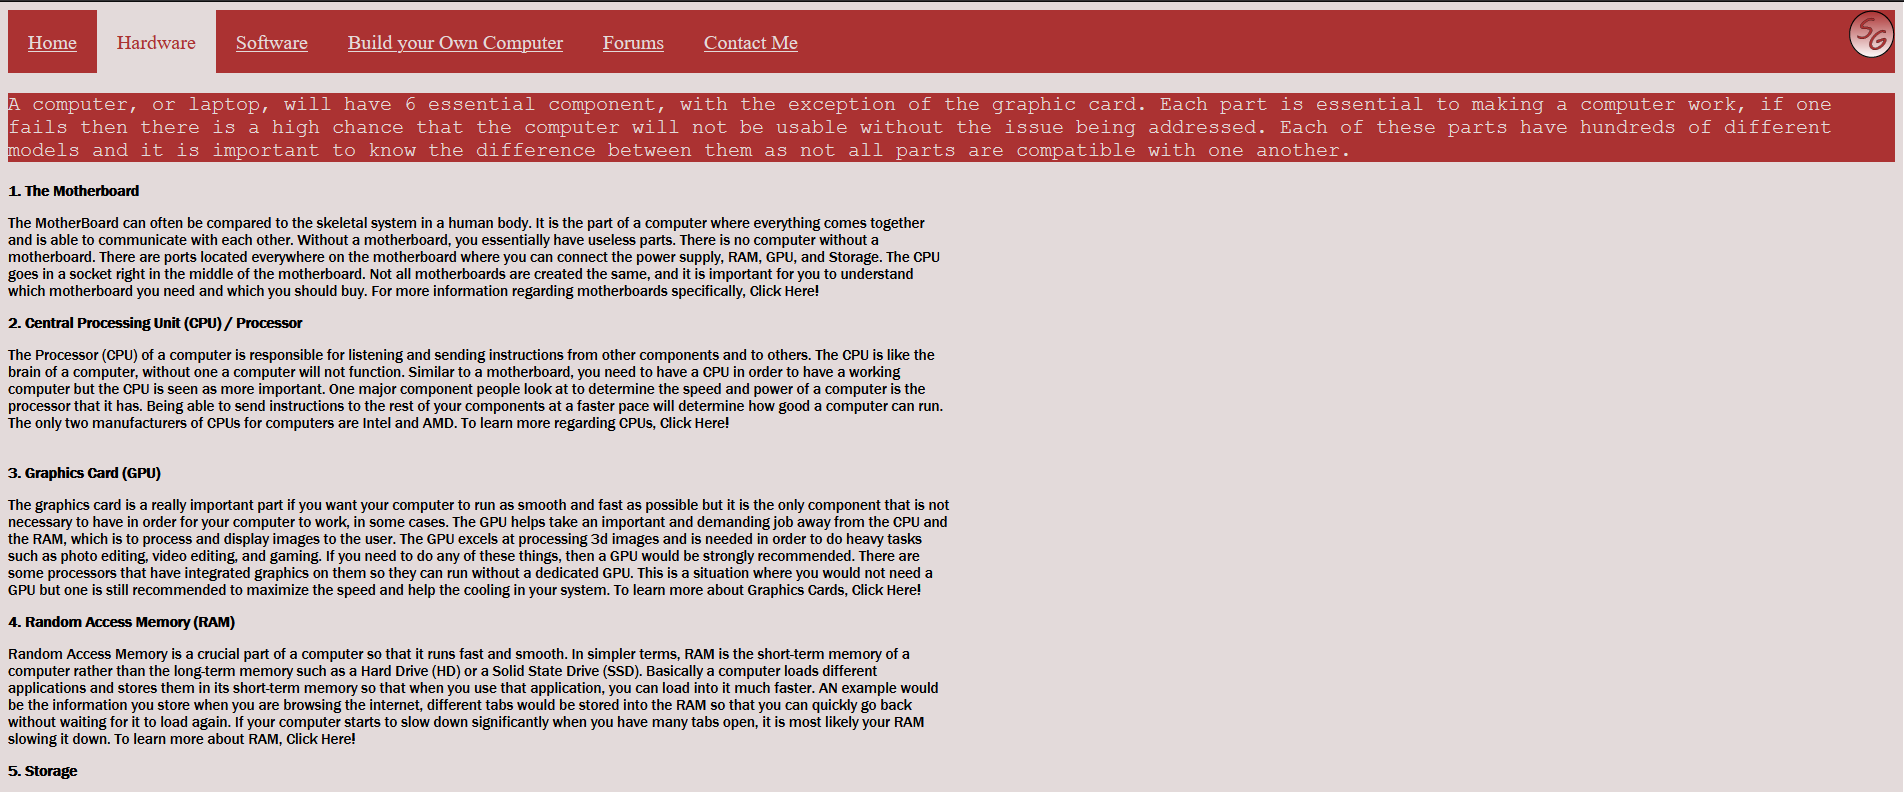 Home Hardware Software Build your Own Computer Forums Contact Me SG
A computer, or laptop, will have 6 essential component, with the exception of the graphic card. Each part is essential to making a computer work, if one
fails then there is a high chance that the computer will not be usable without the issue being addressed. Each of these parts have hundreds of different
models and it is important to know the difference between them as not all parts are compatible with one another.
1. The Motherboard
The MotherBoard can often be compared to the skeletal system in a human body. It is the part of a computer where everything comes together
and is able to communicate with each other. Without a motherboard, you essentially have useless parts. There is no computer without a
motherboard. There are ports located everywhere on the motherboard where you can connect the power supply, RAM, GPU, and Storage. The CPU
goes in a socket right in the middle of the motherboard. Not all motherboards are created the same, and it is important for you to understand
which motherboard you need and which you should buy. For more information regarding motherboards specifically, Click Here!
2. Central Processing Unit (CPU) / Processor
The Processor (CPU) of a computer is responsible for listening and sending instructions from other components and to others. The CPU is like the
brain of a computer, without one a computer will not function. Similar to a motherboard, you need to have a CPU in order to have a working
computer but the CPU is seen as more important. One major component people look at to determine the speed and power of a computer is the
processor that it has. Being able to send instructions to the rest of your components at a faster pace will determine how good a computer can run.
The only two manufacturers of CPUs for computers are Intel and AMD. To learn more regarding CPUs, Click Here!
3. Graphics Card (GPU)
The graphics card is a really important part if you want your computer to run as smooth and fast as possible but it is the only component that is not
necessary to have in order for your computer to work, in some cases. The GPU helps take an important and demanding job away from the CPU and
the RAM, which is to process and display images to the user. The GPU excels at processing 3d images and is needed in order to do heavy tasks
such as photo editing, video editing, and gaming. If you need to do any of these things, then a GPU would be strongly recommended. There are
some processors that have integrated graphics on them so they can run without a dedicated GPU. This is a situation where you would not need a
GPU but one is still recommended to maximize the speed and help the cooling in your system. To learn more about Graphics Cards, Click Here!
4. Random Access Memory (RAM)
Random Access Memory is a crucial part of a computer so that it runs fast and smooth. In simpler terms, RAM is the short-term memory of a
computer rather than the long-term memory such as a Hard Drive (HD) or a Solid State Drive (SSD). Basically a computer loads different
applications and stores them in its short-term memory so that when you use that application, you can load into it much faster. AN example would
be the information you store when you are browsing the internet, different tabs would be stored into the RAM so that you can quickly go back
without waiting for it to load again. If your computer starts to slow down significantly when you have many tabs open, it is most likely your RAM
slowing it down. To learn more about RAM, Click Here!
5. Storage